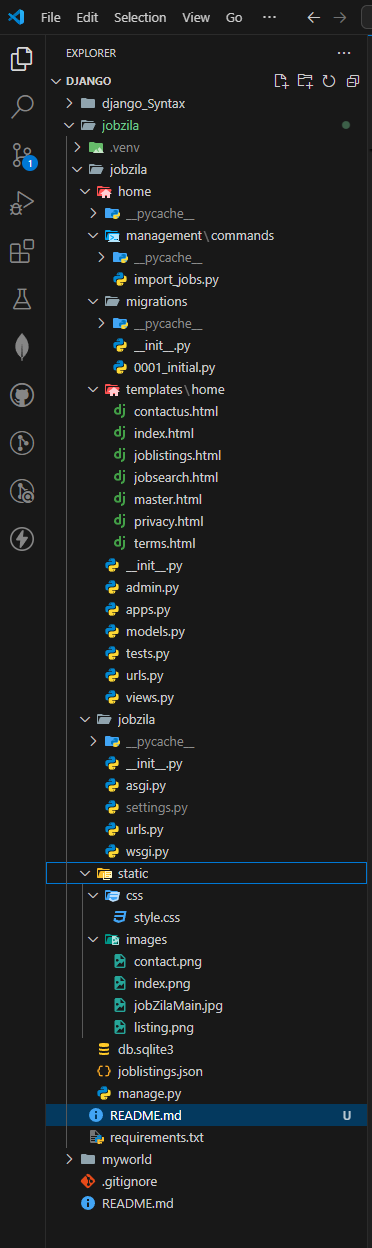 File Edit Selection View Go ···
EXPLORER ···
DJANGO
django_Syntax
jobzila
.venv
jobzila
home
__pycache__
management\commands
__pycache__
import_jobs.py
migrations
__pycache__
__init__.py
0001_initial.py
templates\home
contactus.html
index.html
joblistings.html
jobsearch.html
master.html
privacy.html
terms.html
__init__.py
admin.py
apps.py
models.py
tests.py
urls.py
views.py
jobzila
__pycache__
__init__.py
asgi.py
settings.py
urls.py
wsgi.py
static
css
style.css
images
contact.png
index.png
jobZilaMain.jpg
listing.png
db.sqlite3
joblistings.json
manage.py
README.md U
requirements.txt
myworld
.gitignore
README.md
1